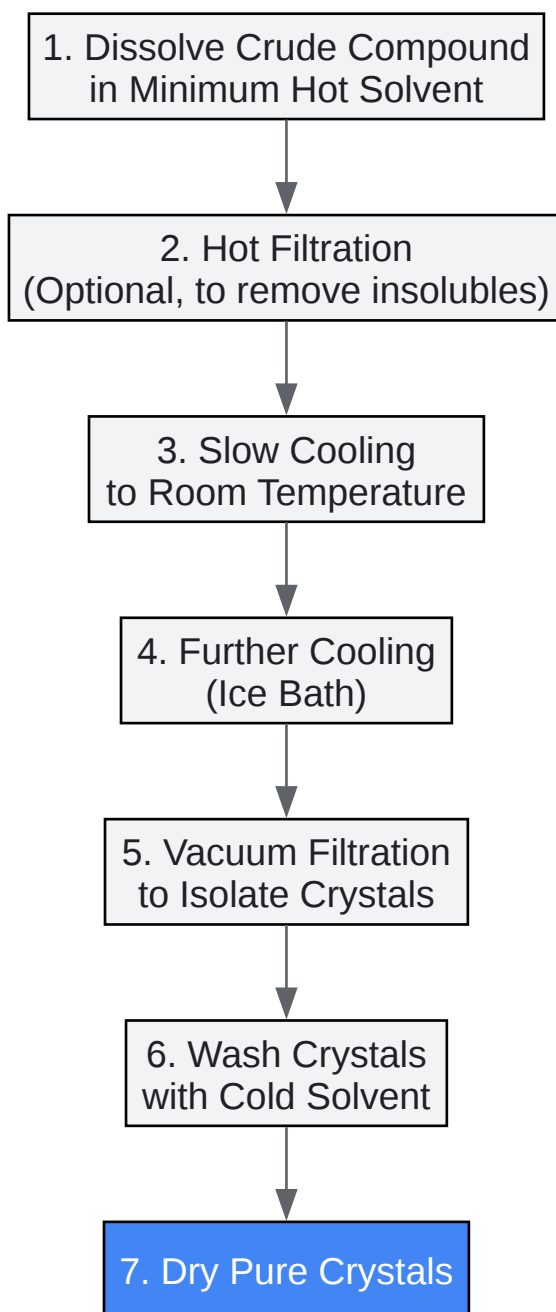 1. Dissolve Crude Compound
in Minimum Hot Solvent
2. Hot Filtration
(Optional, to remove insolubles)
3. Slow Cooling
to Room Temperature
4. Further Cooling
(Ice Bath)
5. Vacuum Filtration
to Isolate Crystals
6. Wash Crystals
with Cold Solvent
7. Dry Pure Crystals